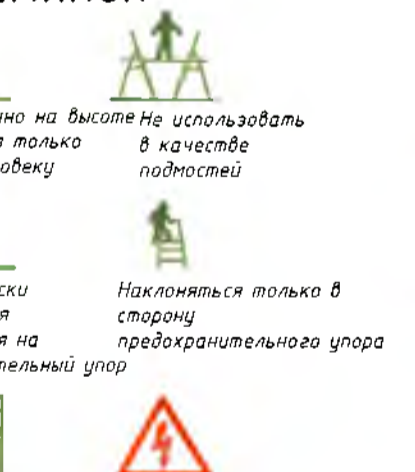 но на высоте Не использовать
только в качестве
овеку подмостей
ски Наклоняться только в
я сторону
я на предохранительного упора
тельный упор